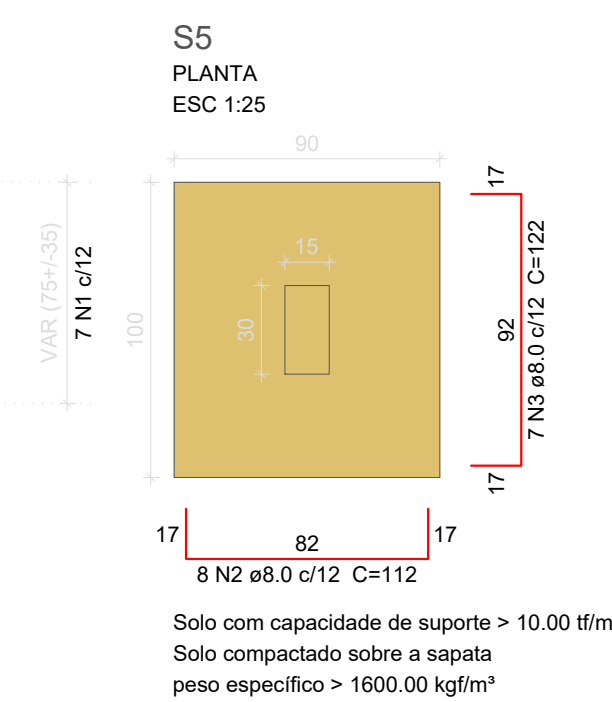 S5
PLANTA
ESC 1:25
90
17
VAR (75+/-35)
7 N1 c/12
100
15
30
92
7 N3 ø8.0 c/12 C=122
17
17
82
17
8 N2 ø8.0 c/12 C=112
Solo com capacidade de suporte > 10.00 tf/m
Solo compactado sobre a sapata
peso específico > 1600.00 kgf/m³